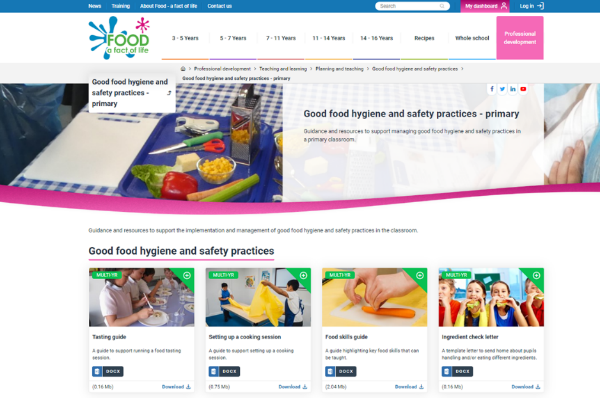 News Training About Food - a fact of life Contact us Search My dashboard Log in
FOOD
a fact of life
3 - 5 Years 5 - 7 Years 7 - 11 Years 11 - 14 Years 14 - 16 Years Recipes Whole school Professional development
> Professional development > Teaching and learning > Planning and teaching > Good food hygiene and safety practices >
Good food hygiene and safety practices - primary
Good food hygiene and
safety practices -
primary
Good food hygiene and safety practices - primary
Guidance and resources to support managing good food hygiene and safety practices in
a primary classroom.
Guidance and resources to support the implementation and management of good food hygiene and safety practices in the classroom.
Good food hygiene and safety practices
MULTI-YR MULTI-YR MULTI-YR MULTI-YR
Tasting guide
A guide to support running a food tasting
session.
DOCX
(0.16 Mb) Download
Setting up a cooking session
A guide to support setting up a cooking
session.
DOCX
(0.75 Mb) Download
Food skills guide
A guide highlighting key food skills that can
be taught.
DOCX
(2.04 Mb) Download
Ingredient check letter
A template letter to send home about pupils
handling and/or eating different ingredients.
DOCX
(0.16 Mb) Download